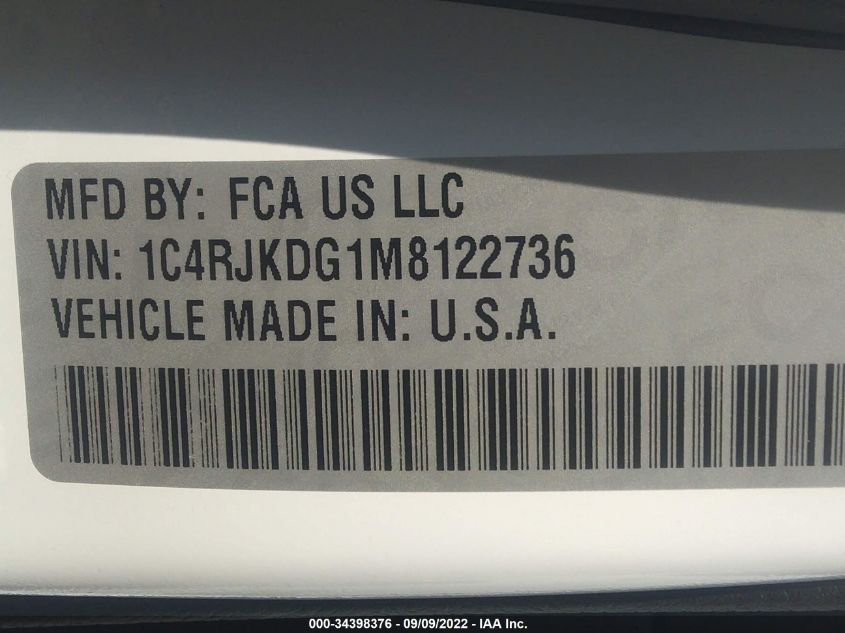 MFD BY: FCA US LLC
VIN: 1C4RJKDG1M8122736
VEHICLE MADE IN: U.S.A.
000-34398376 - 09/09/2022 - IAA Inc.